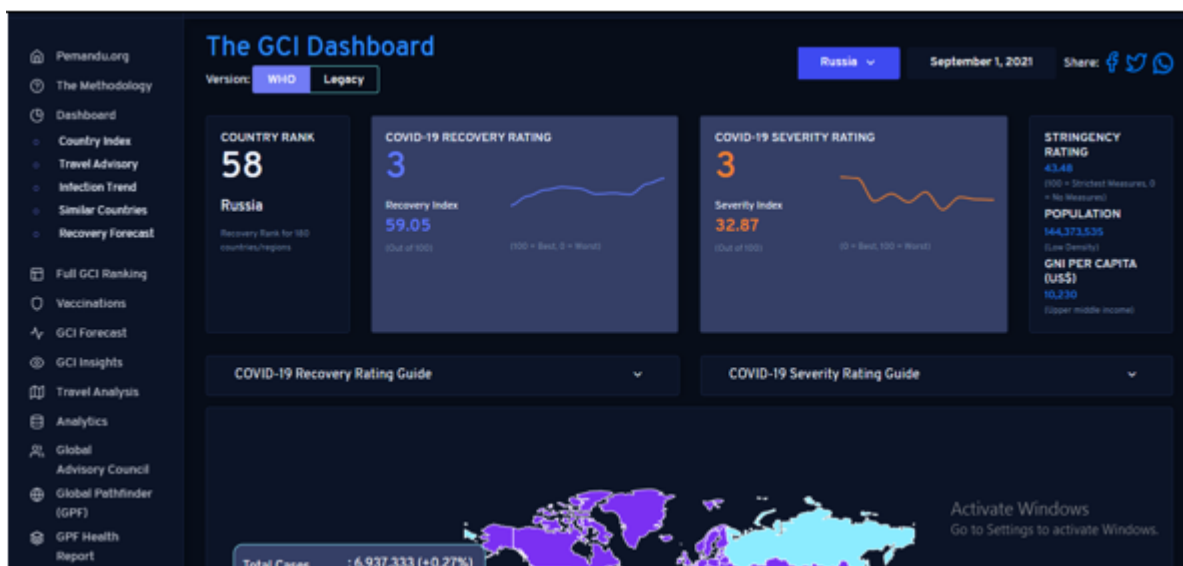 Pemandu.org
The Methodology
Dashboard
Country Index
Travel Advisory
Infection Trend
Similar Countries
Recovery Forecast
Full GCI Ranking
Vaccinations
GCI Forecast
GCI Insights
Travel Analysis
Analytics
Global
Advisory Council
Global Pathfinder
(GPF)
GPF Health
Report
The GCI Dashboard
Version: WHO Legacy
Russia
September 1, 2021
Share:
COUNTRY RANK
58
Russia
Recovery Rank for 180
countries/regions
COVID-19 RECOVERY RATING
3
Recovery Index
59.05
(Out of 100)
(100 = Best, 0 = Worst)
COVID-19 SEVERITY RATING
3
Severity Index
32.87
(Out of 100)
(0 = Best, 100 = Worst)
STRINGENCY
RATING
43.48
(100 = Strictest Measures, 0
= No Measures)
POPULATION
144,373,535
(Low Density)
GNI PER CAPITA
(US$)
10,230
(Upper middle income)
COVID-19 Recovery Rating Guide
COVID-19 Severity Rating Guide
Total Cases : 6,937,333 (+0.27%)
Activate Windows
Go to Settings to activate Windows.